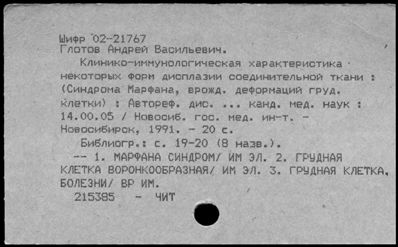 Шифр 02-21767
Глотов Андрей Васильевич.
Клинико-иммунологическая характеристика
некоторых форм дисплазии соединительной ткани :
(Синдрома Марфана, врожд. деформаций груд.
клетки) : Автореф. дис. ... канд. мед. наук :
14.00.05 / Новосиб. гос. мед. ин-т. -
Новосибирск, 1991. - 20 с.
Библиогр.: с. 19-20 (8 назв.).
-- 1. МАРФАНА СИНДРОМ/ ИМ ЭЛ. 2. ГРУДНАЯ
КЛЕТКА ВОРОНКООБРАЗНАЯ/ ИМ ЭЛ. 3. ГРУДНАЯ КЛЕТКА,
БОЛЕЗНИ/ ВР ИМ.
215385 - ЧИТ